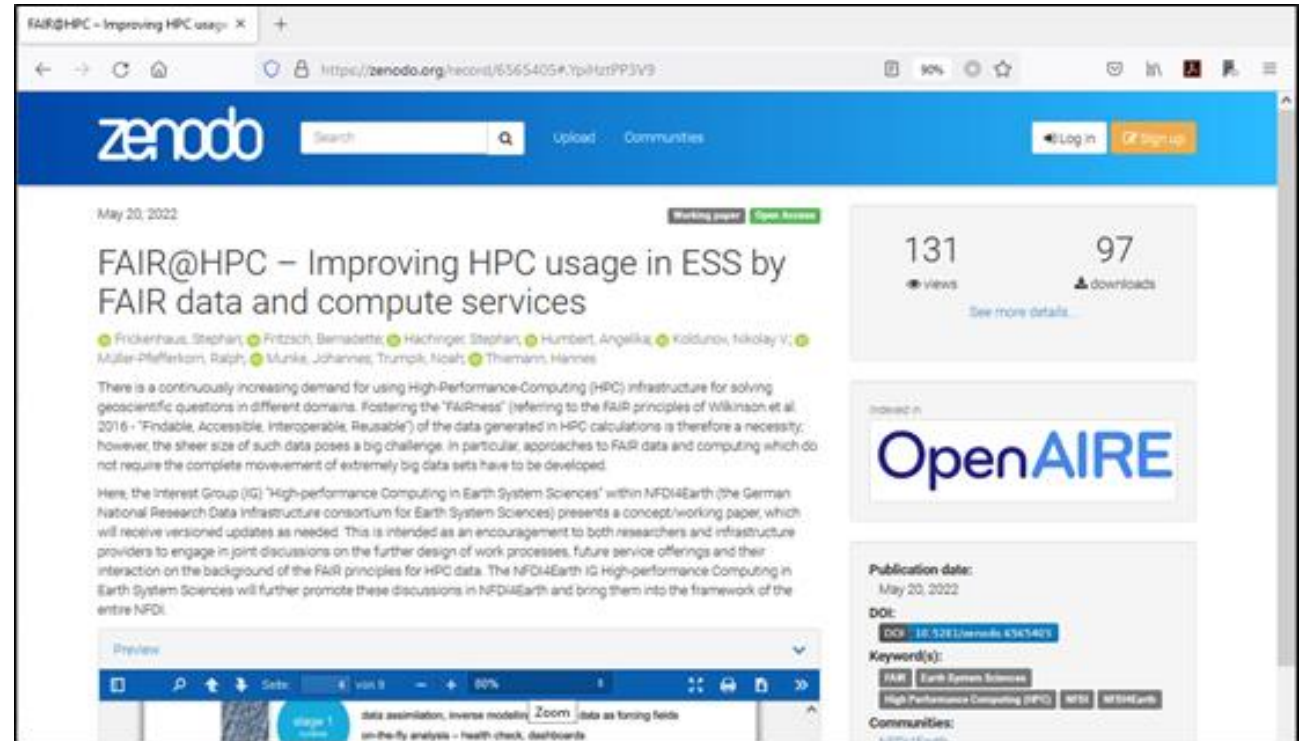 FAIR@HPC – Improving HPC usage
https://zenodo.org/record/6565405#.YpiHztPP3V9
90%
zenodo
Search
Upload
Communities
Log in
Sign up
May 20, 2022
Working paper
Open Access
FAIR@HPC – Improving HPC usage in ESS by
FAIR data and compute services
Frickenhaus, Stephan; Fritzsch, Bernadette; Hachinger, Stephan; Humbert, Angelika; Koldunov, Nikolay V.;
Müller-Pfefferkorn, Ralph; Munke, Johannes; Trumpik, Noah; Thiemann, Hannes
There is a continuously increasing demand for using High-Performance-Computing (HPC) infrastructure for solving
geoscientific questions in different domains. Fostering the "FAIRness" (referring to the FAIR principles of Wilkinson et al.
2016 - "Findable, Accessible, Interoperable, Reusable") of the data generated in HPC calculations is therefore a necessity;
however, the sheer size of such data poses a big challenge. In particular, approaches to FAIR data and computing which do
not require the complete movevement of extremely big data sets have to be developed.
Here, the Interest Group (IG) "High-performance Computing in Earth System Sciences" within NFDI4Earth (the German
National Research Data Infrastructure consortium for Earth System Sciences) presents a concept/working paper, which
will receive versioned updates as needed. This is intended as an encouragement to both researchers and infrastructure
providers to engage in joint discussions on the further design of work processes, future service offerings and their
interaction on the background of the FAIR principles for HPC data. The NFDI4Earth IG High-performance Computing in
Earth System Sciences will further promote these discussions in NFDI4Earth and bring them into the framework of the
entire NFDI.
131
views
97
downloads
See more details...
Indexed in
OpenAIRE
Publication date:
May 20, 2022
DOI:
DOI 10.5281/zenodo.6565405
Keyword(s):
FAIR
Earth System Sciences
High Performance Computing (HPC)
NFDI
NFDI4Earth
Communities:
Preview
Seite:
4
von 9
80%
stage 1
data assimilation, inverse modelling
Zoom
data as forcing fields
on-the-fly analysis – health check, dashboards